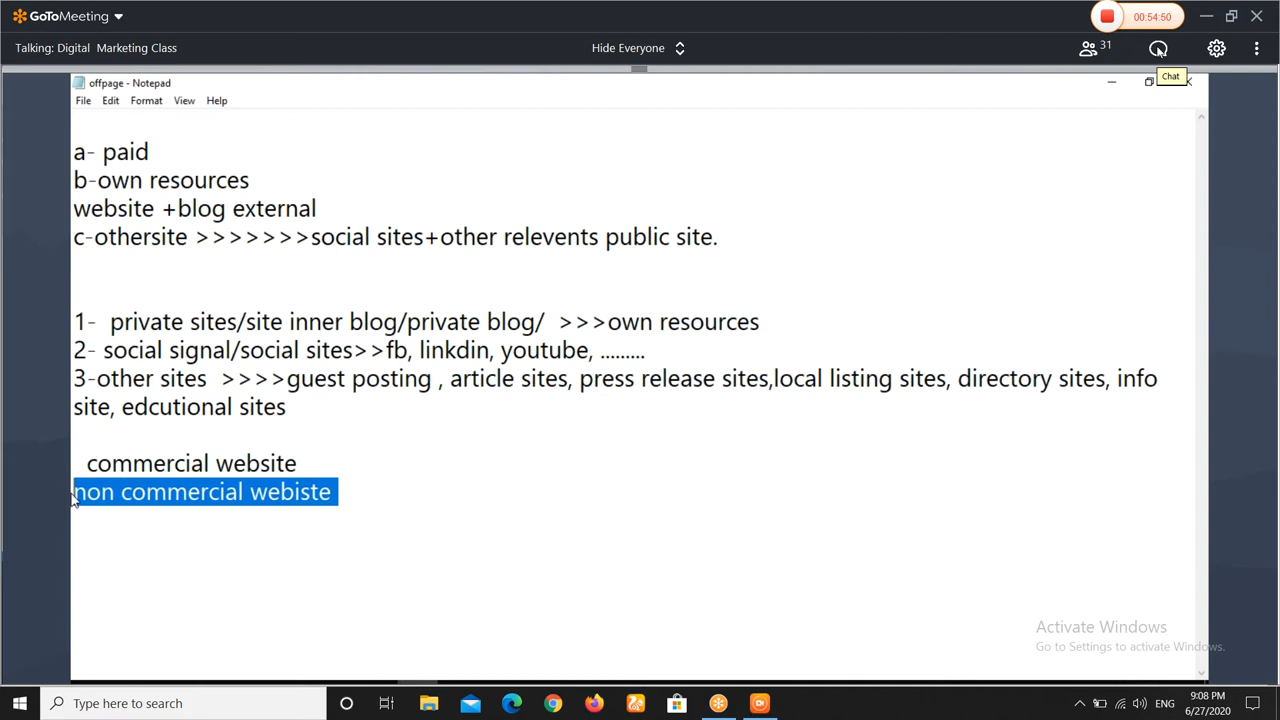 GoToMeeting
00:54:50
Talking: Digital Marketing Class
Hide Everyone
31
Chat
offpage - Notepad
File Edit Format View Help
a- paid
b-own resources
website +blog external
c-othersite >>>>>>>social sites+other relevents public site.
1- private sites/site inner blog/private blog/ >>>own resources
2- social signal/social sites>>fb, linkdin, youtube, .........
3-other sites >>>>guest posting , article sites, press release sites,local listing sites, directory sites, info
site, edcutional sites
commercial website
non commercial webiste
Activate Windows
Go to Settings to activate Windows.
Type here to search
ENG
9:08 PM
6/27/2020